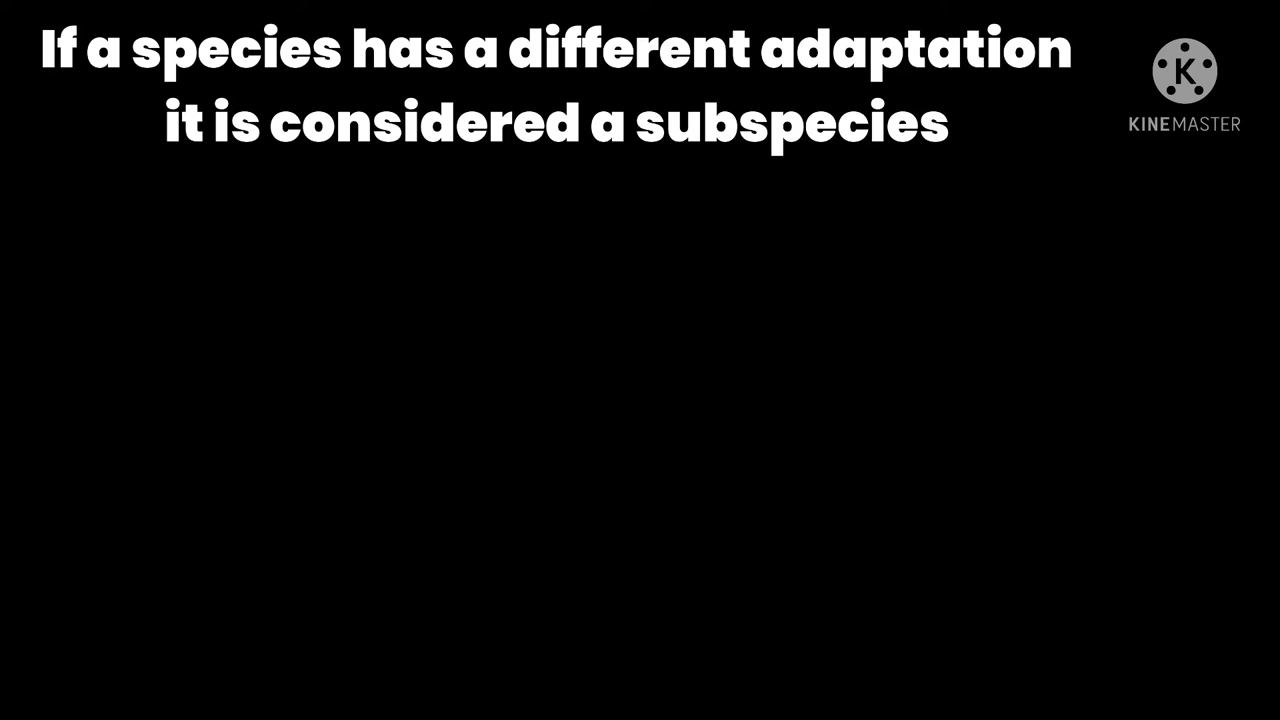 If a species has a different adaptation
it is considered a subspecies
K
KINEMASTER